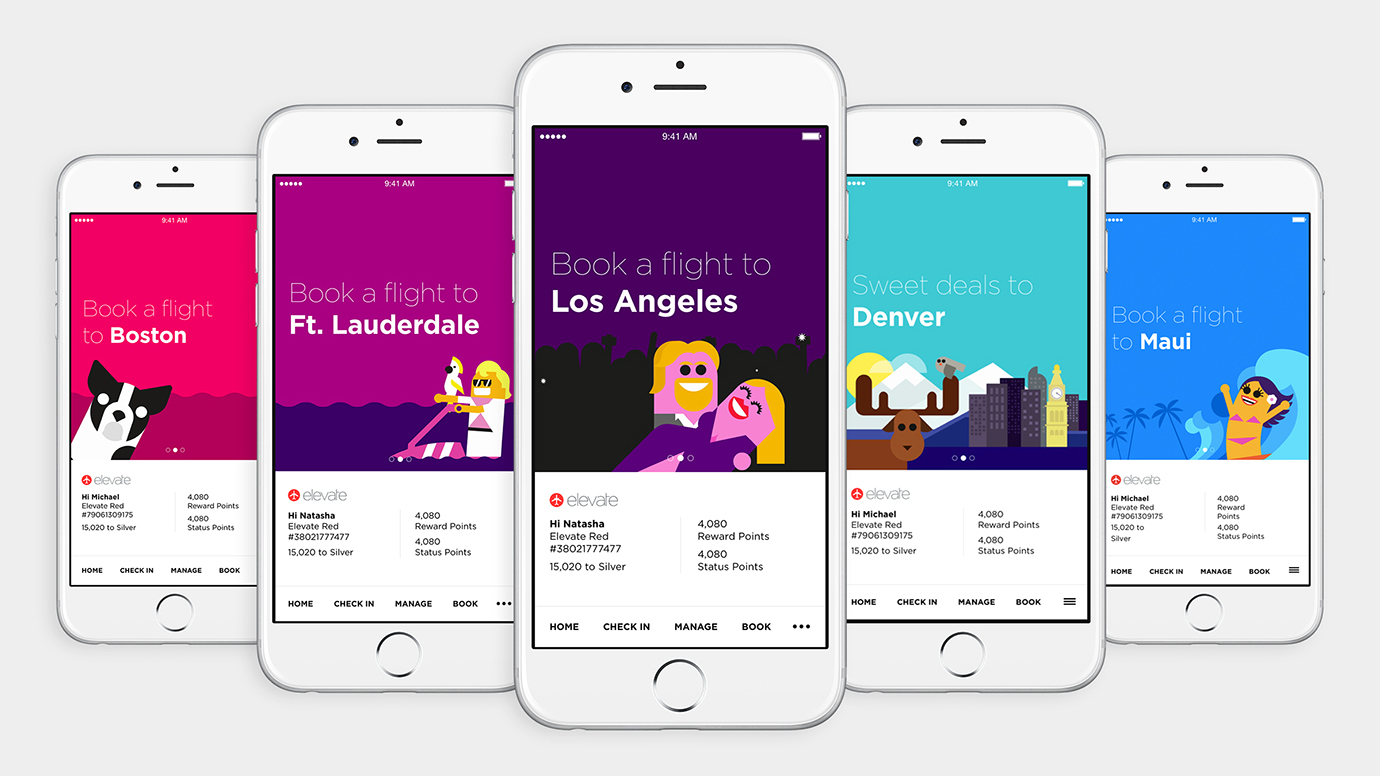 9:41 AM
Book a flight
to Boston
elevate
Hi Michael
Elevate Red
#79061309175
15,020 to Silver
4,080
Reward Points
4,080
Status Points
HOME CHECK IN MANAGE BOOK
9:41 AM
Book a flight to
Ft. Lauderdale
elevate
Hi Natasha
Elevate Red
#38021777477
15,020 to Silver
4,080
Reward Points
4,080
Status Points
HOME CHECK IN MANAGE BOOK
9:41 AM
Book a flight to
Los Angeles
elevate
Hi Natasha
Elevate Red
#38021777477
15,020 to Silver
4,080
Reward Points
4,080
Status Points
HOME CHECK IN MANAGE BOOK
9:41 AM
Sweet deals to
Denver
elevate
Hi Michael
Elevate Red
#79061309175
15,020 to Silver
4,080
Reward Points
4,080
Status Points
HOME CHECK IN MANAGE BOOK
9:41 AM
Book a flight
to Maui
elevate
Hi Michael
Elevate Red
#79061309175
15,020 to
Silver
4,080
Reward
Points
4,080
Status Points
HOME CHECK IN MANAGE BOOK